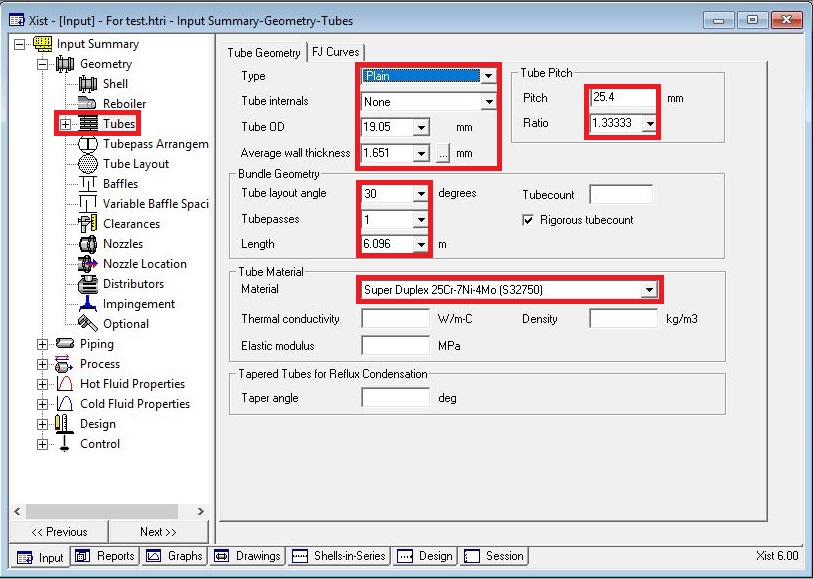 Xist - [Input] - For test.htri - Input Summary-Geometry-Tubes
Input Summary
Geometry
Shell
Reboiler
Tubes
Tubepass Arrangem
Tube Layout
Baffles
Variable Baffle Spaci
Clearances
Nozzles
Nozzle Location
Distributors
Impingement
Optional
Piping
Process
Hot Fluid Properties
Cold Fluid Properties
Design
Control
<< Previous
Next >>
Tube Geometry
FJ Curves
Type
Plain
Tube internals
None
Tube OD
19.05
mm
Average wall thickness
1.651
...
mm
Tube Pitch
Pitch
25.4
mm
Ratio
1.33333
Bundle Geometry
Tube layout angle
30
degrees
Tubepasses
1
Length
6.096
m
Tubecount
Rigorous tubecount
Tube Material
Material
Super Duplex 25Cr-7Ni-4Mo (S32750)
Thermal conductivity
W/m-C
Density
kg/m3
Elastic modulus
MPa
Tapered Tubes for Reflux Condensation
Taper angle
deg
Input
Reports
Graphs
Drawings
Shells-in-Series
Design
Session
Xist 6.00